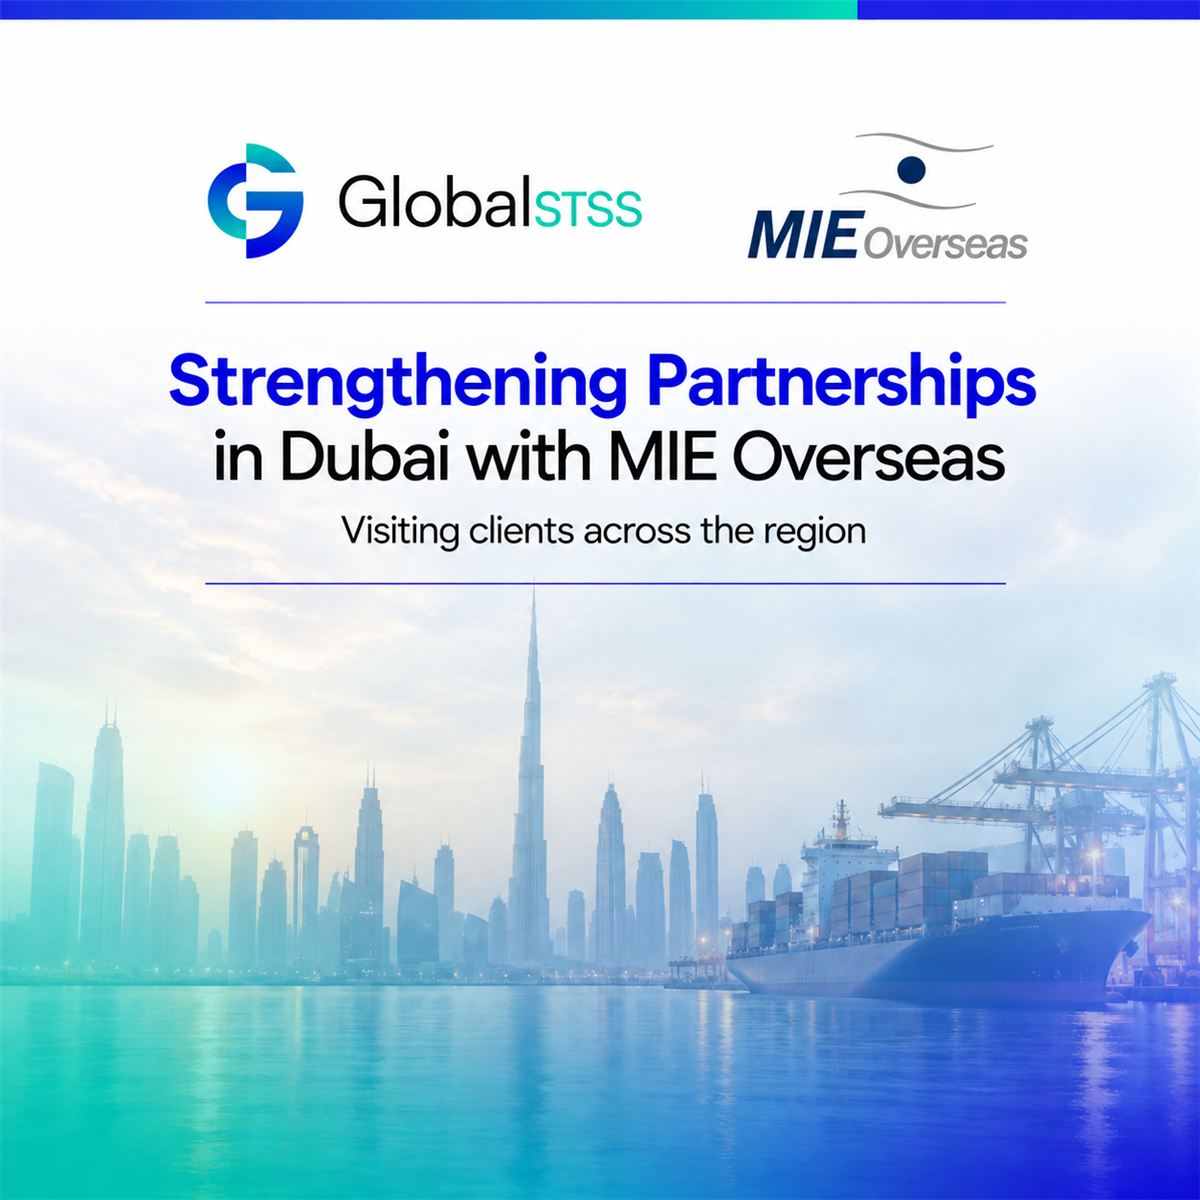 GlobalSTSS
MIE Overseas
Strengthening Partnerships
in Dubai with MIE Overseas
Visiting clients across the region